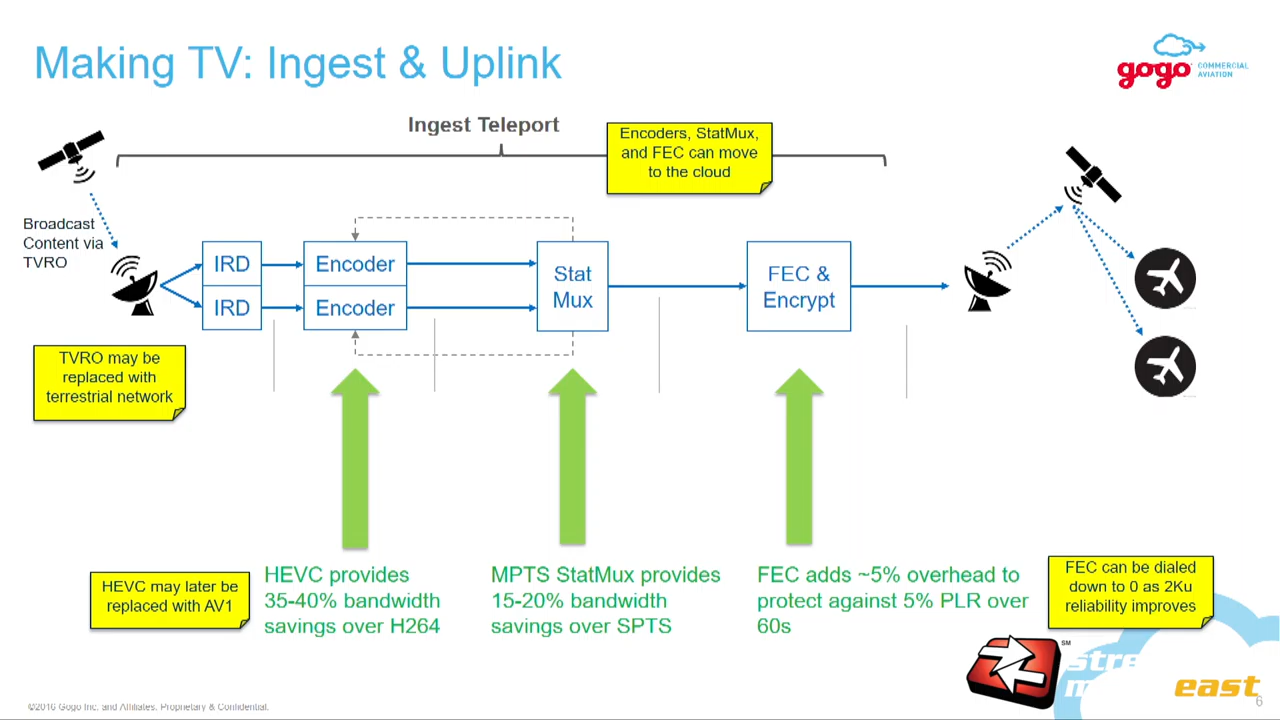 Making TV: Ingest & Uplink
gogo COMMERCIAL
AVIATION
Ingest Teleport
Encoders, StatMux,
and FEC can move
to the cloud
Broadcast
Content via
TVRO
IRD
IRD
Encoder
Encoder
Stat
Mux
FEC &
Encrypt
TVRO may be
replaced with
terrestrial network
HEVC may later be
replaced with AV1
HEVC provides
35-40% bandwidth
savings over H264
MPTS StatMux provides
15-20% bandwidth
savings over SPTS
FEC adds ~5% overhead to
protect against 5% PLR over
60s
FEC can be dialed
down to 0 as 2Ku
reliability improves
SM
east
©2016 Gogo Inc. and Affiliates. Proprietary & Confidential.
6